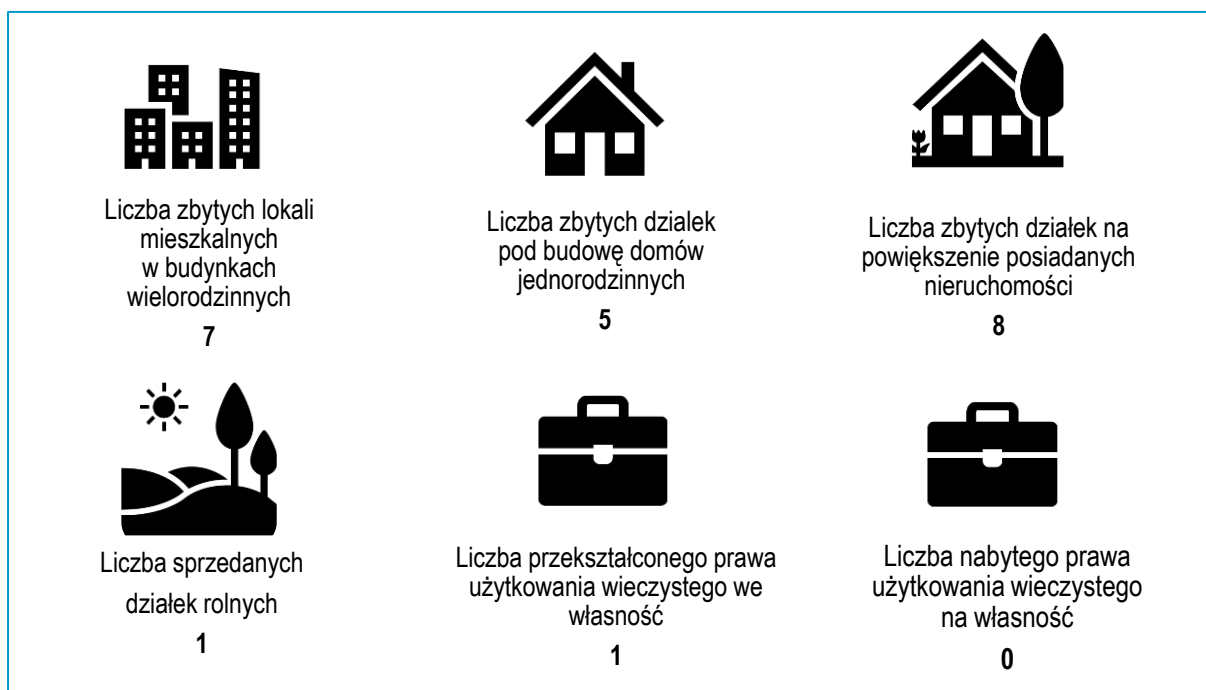 Liczba zbytych lokali
mieszkalnych
w budynkach
wielorodzinnych
7
Liczba zbytych dzialek
pod budowę domów
jednorodzinnych
5
Liczba zbytych działek na
powiększenie posiadanych
nieruchomości
8
Liczba sprzedanych
działek rolnych
1
Liczba przekształconego prawa
użytkowania wieczystego we
własność
1
Liczba nabytego prawa
użytkowania wieczystego
na własność
0